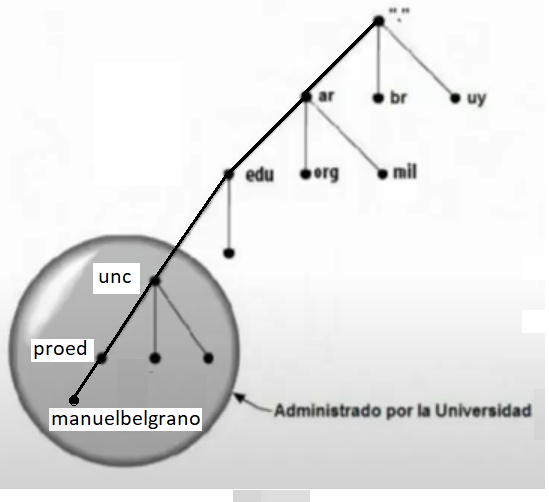 "."
ar
br
uy
edu
org
mil
unc
proed
manuelbelgrano
Administrado por la Universidad